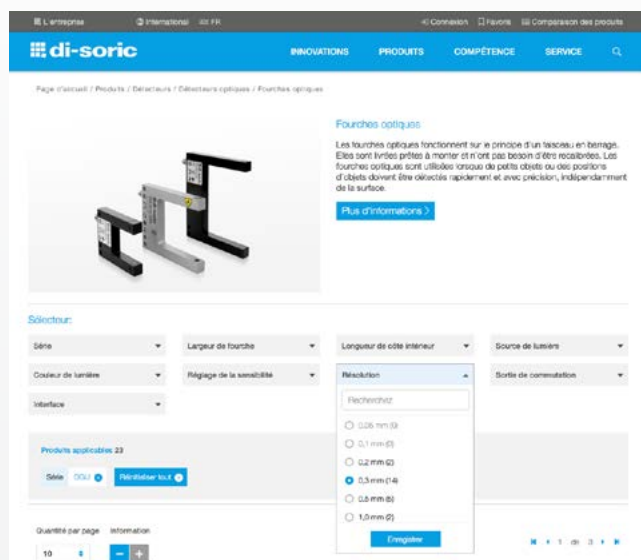 L'entreprise International FR Connexion Favoris Comparaison des produits
di-soric INNOVATIONS PRODUITS COMPÉTENCE SERVICE
Page d'accueil / Produits / Détecteurs / Détecteurs optiques / Fourches optiques
Fourches optiques
Les fourches optiques fonctionnent sur le principe d'un faisceau en barrage.
Elles sont livrées prêtes à monter et n'ont pas besoin d'être recalibrées. Les
fourches optiques sont utilisées lorsque de petits objets ou des positions
d'objets doivent être détectés rapidement et avec précision, indépendamment
de la surface.
Plus d'informations >
Sélecteur:
Série Largeur de fourche Longueur de côté intérieur Source de lumière
Couleur de lumière Réglage de la sensibilité Résolution Sortie de commutation
Interface
Recherchez
0,05 mm (0)
0,1 mm (0)
0,2 mm (2)
0,3 mm (14)
0,5 mm (5)
1,0 mm (2)
Enregistrer
Produits applicables 23
Série OGU Réinitialiser tout
Quantité par page Information
10 1 de 3